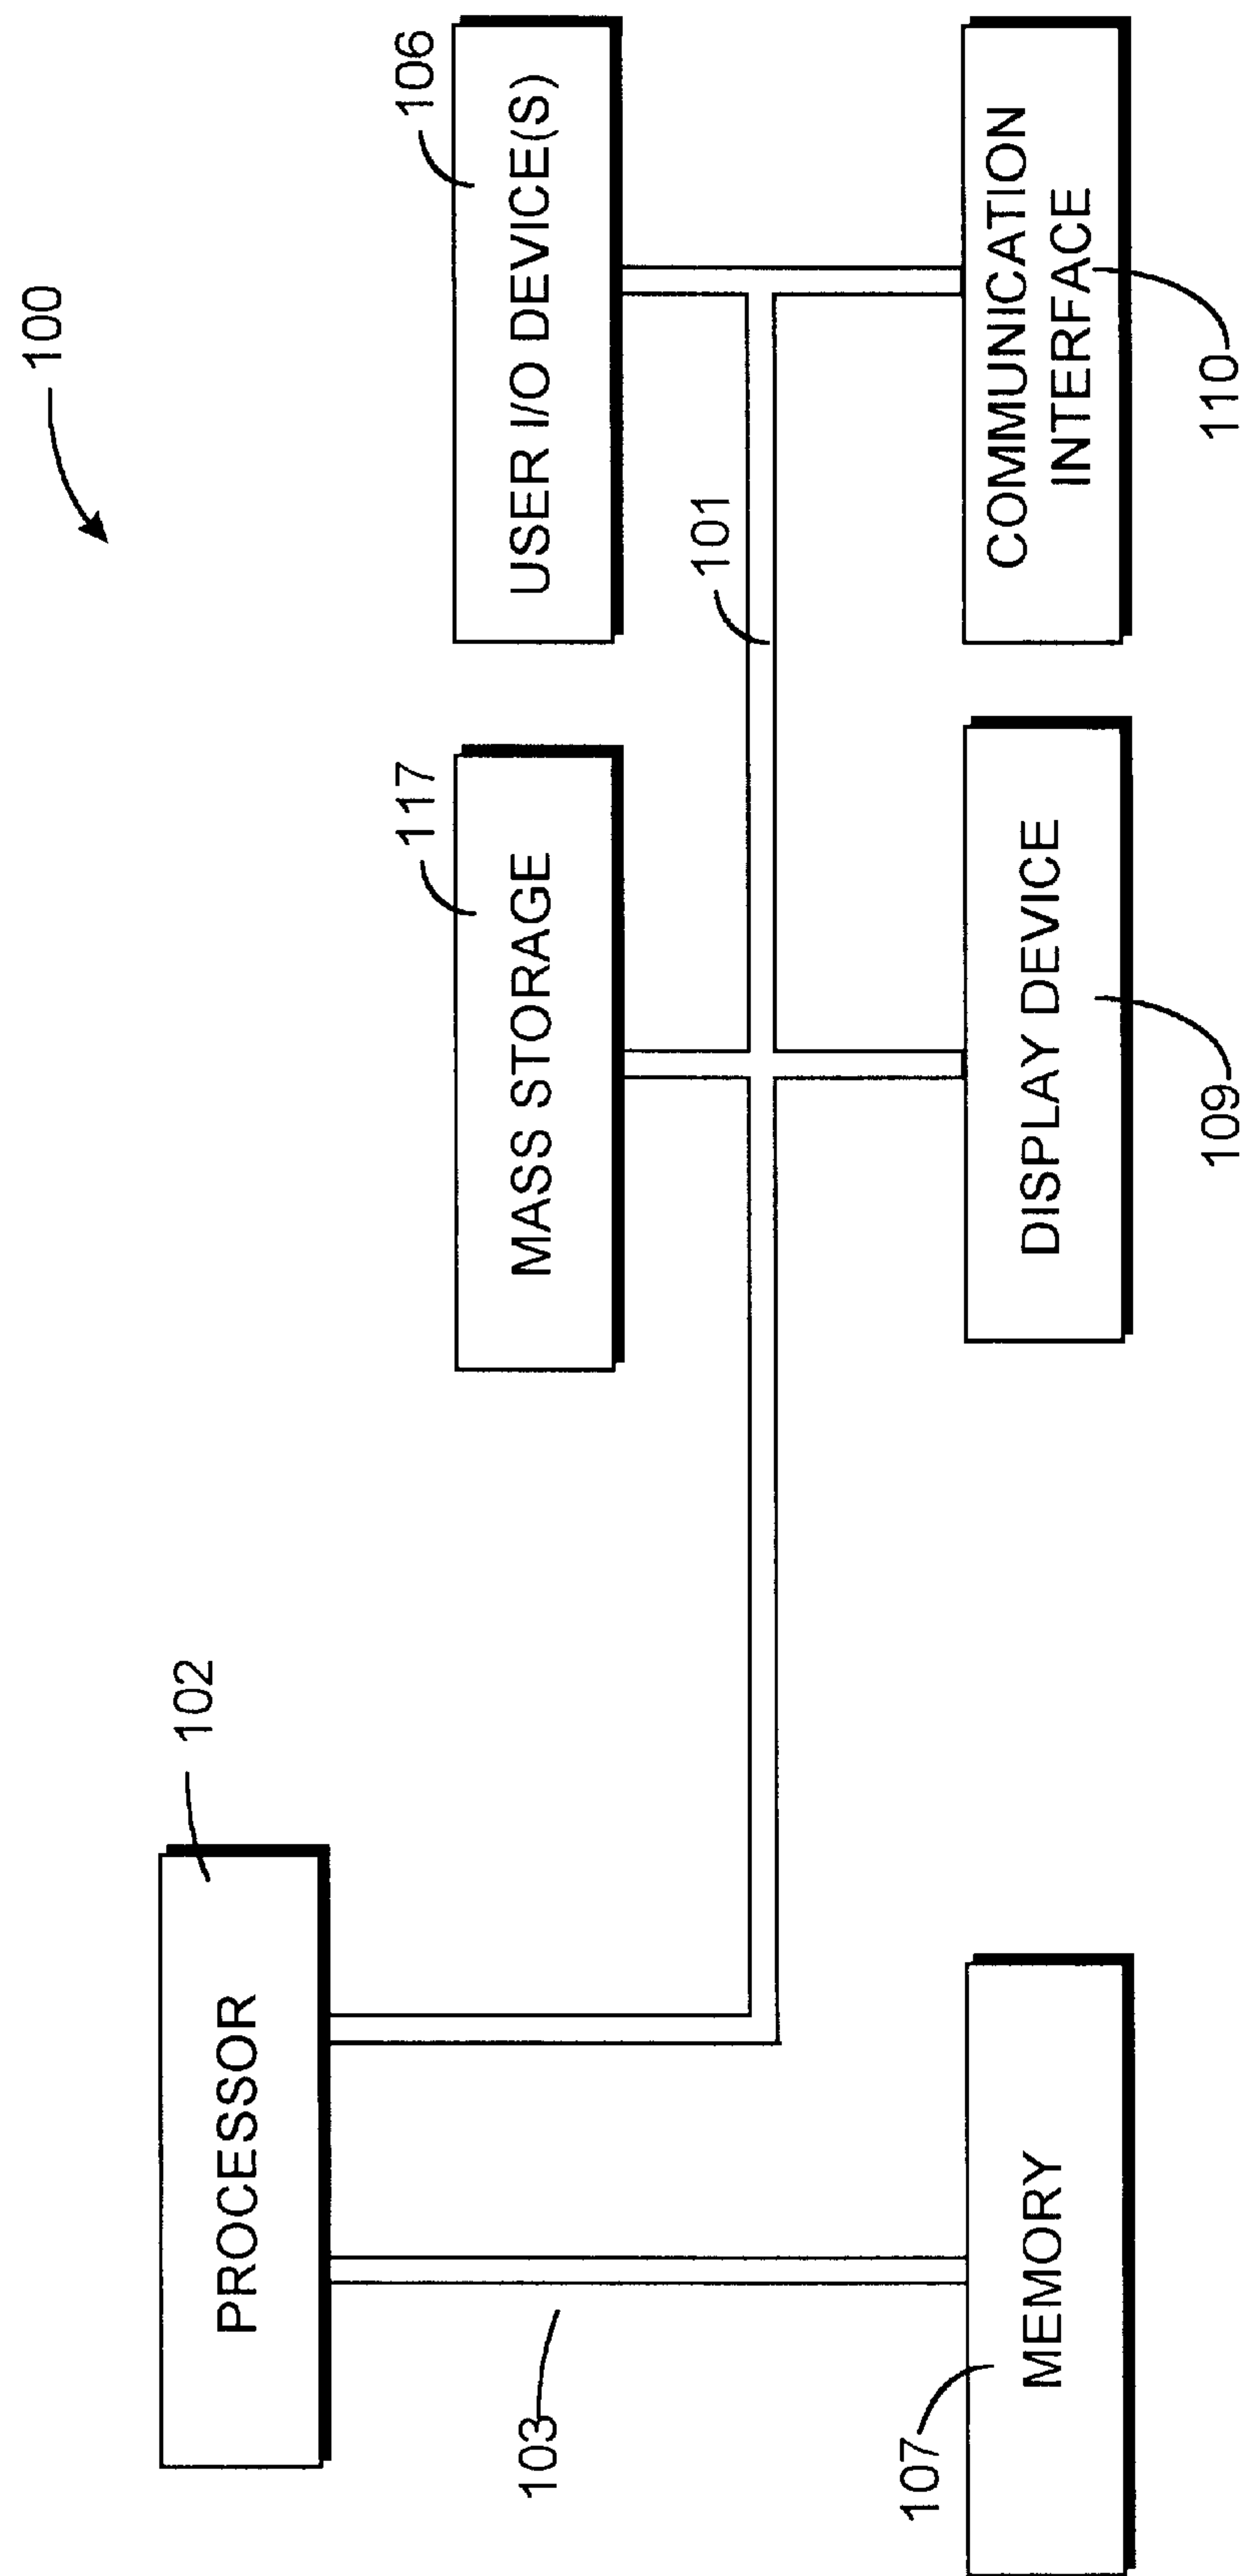 100
PROCESSOR
102
MASS STORAGE
117
USER I/O DEVICE(S)
106
103
101
107
MEMORY
DISPLAY DEVICE
109
COMMUNICATION
INTERFACE
110